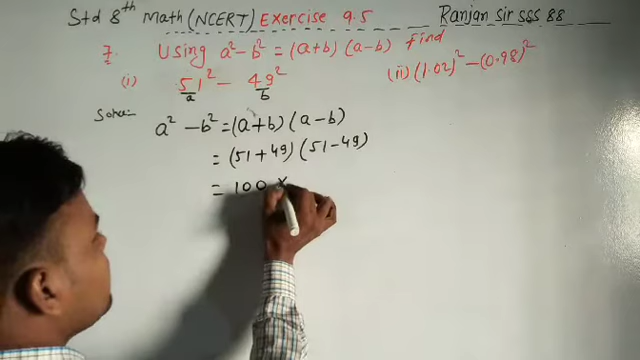 Std 8th Math (NCERT) Exercise 9.5 Ranjan Sir SSS 88
7. Using a² - b² = (a+b) (a-b) find
(i) 51² - 49² (ii) (1.02)² - (0.98)²
a b
Soln:-
a² - b² = (a+b) (a-b)
= (51+49) (51-49)
= 100 ×